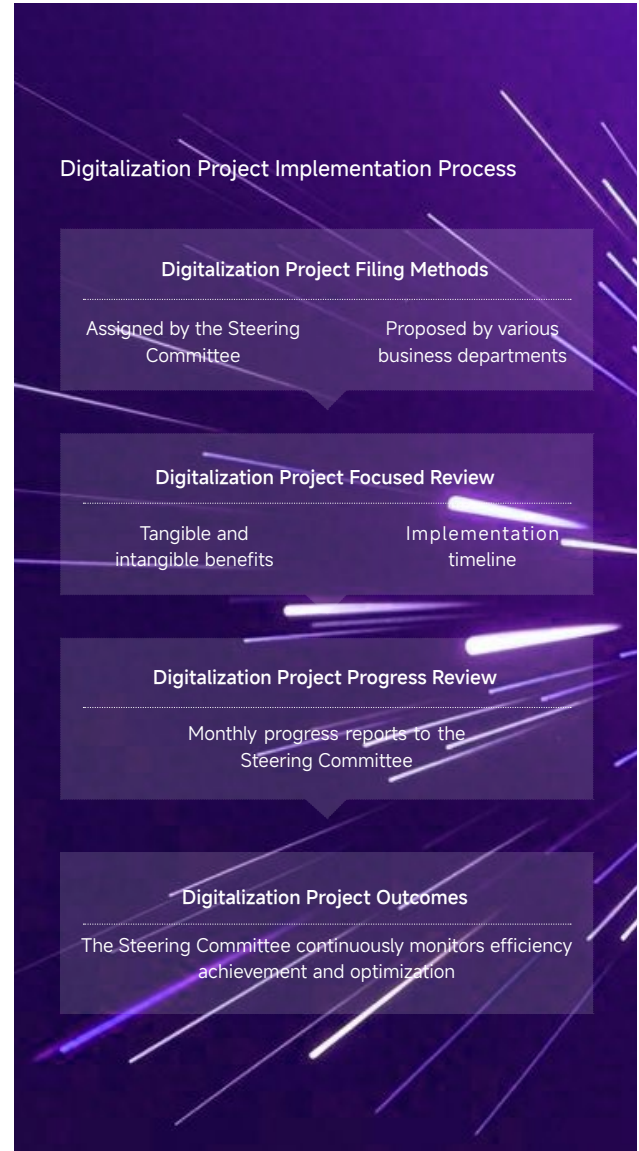 Digitalization Project Implementation Process
Digitalization Project Filing Methods
Assigned by the Steering
Committee
Proposed by various
business departments
Digitalization Project Focused Review
Tangible and
intangible benefits
Implementation
timeline
Digitalization Project Progress Review
Monthly progress reports to the
Steering Committee
Digitalization Project Outcomes
The Steering Committee continuously monitors efficiency
achievement and optimization